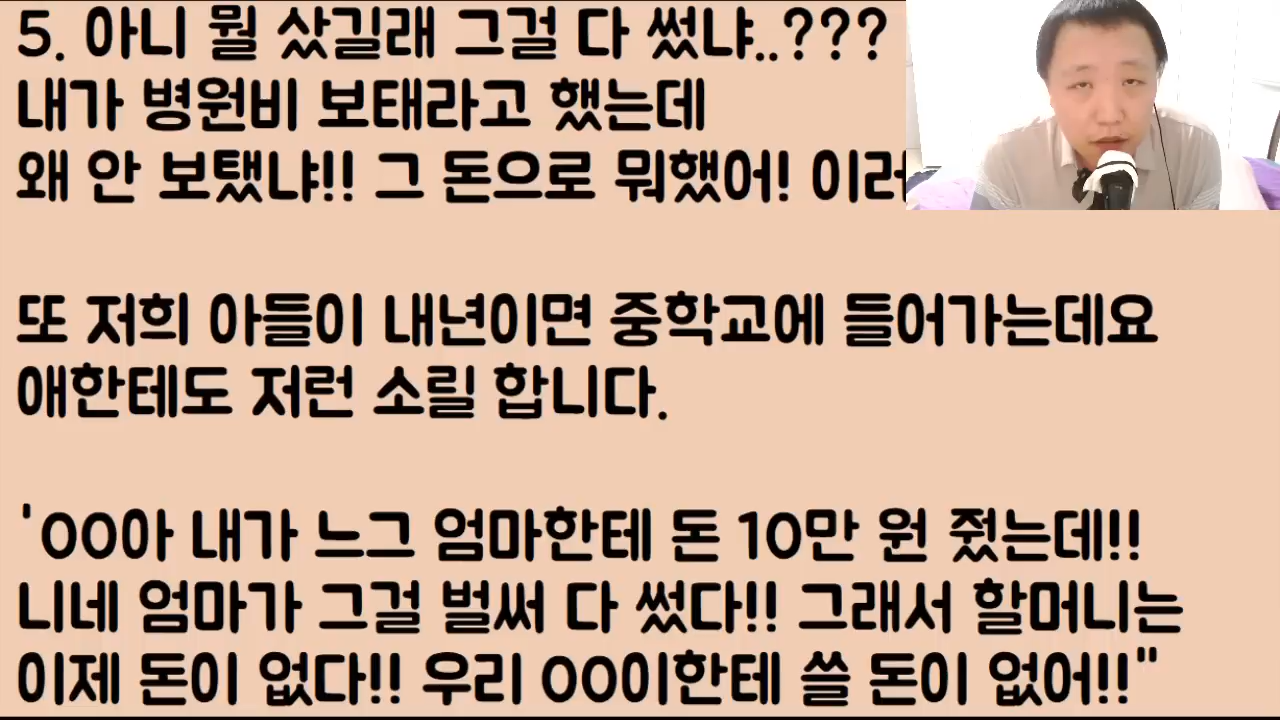 5. 아니 뭘 샀길래 그걸 다 썼냐..???
내가 병원비 보태라고 했는데
왜 안 보탰냐!! 그 돈으로 뭐했어!
또 저희 아들이 내년이면 중학교에 들어가는데요
애한테도 저런 소릴 합니다.
'OO아 내가 느그 엄마한테 돈 10만 원 줬는데!!
니네 엄마가 그걸 벌써 다 썼다!! 그래서 할머니는
이제 돈이 없다!! 우리 OO이한테 쓸 돈이 없어!!"